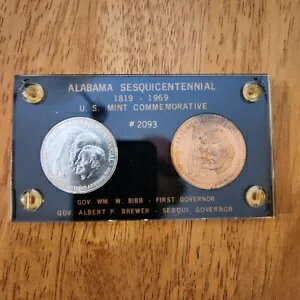 ALABAMA SESQUICENTENNIAL
1819 - 1969
U. S. MINT COMMEMORATIVE
# 2093
GOV. WM. W. BIBB - FIRST GOVERNOR
GOV. ALBERT P. BREWER - SESQUI. GOVERNOR